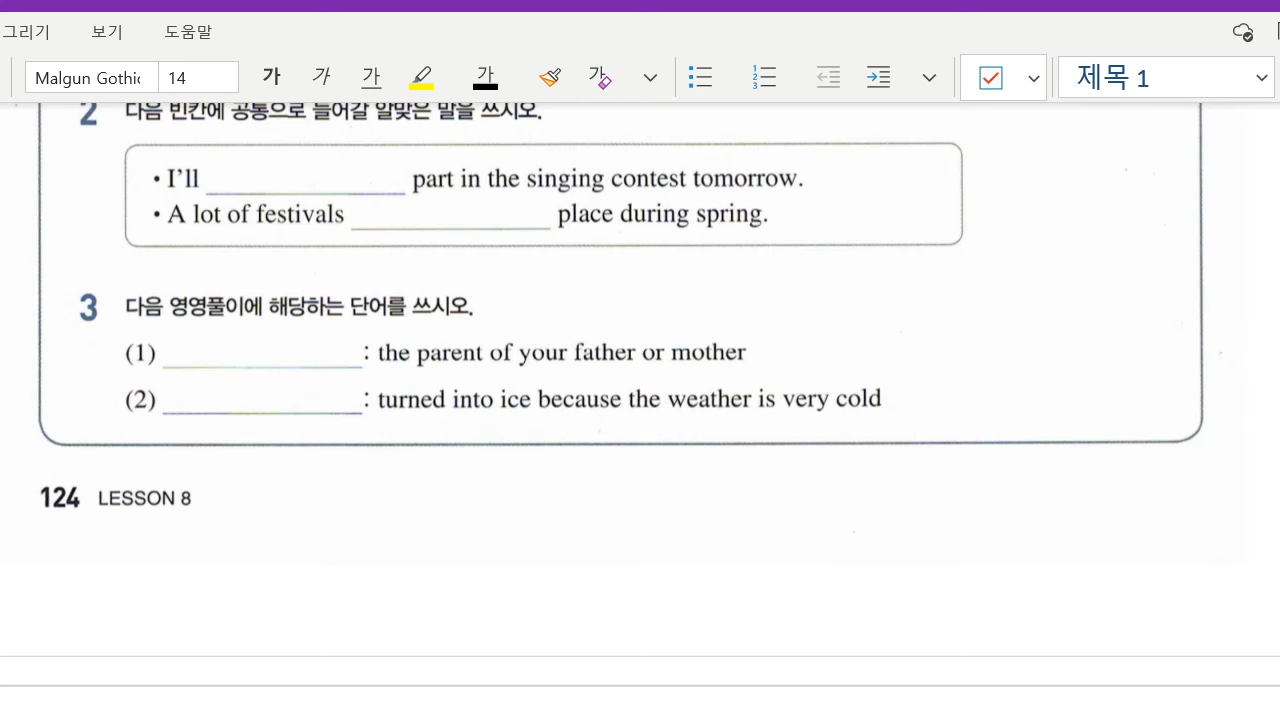 그리기 보기 도움말
Malgun Gothic 14 가 가 가 가 가 제목 1
2 다음 빈칸에 공통으로 들어갈 알맞은 말을 쓰시오.
• I'll ____________ part in the singing contest tomorrow.
• A lot of festivals ____________ place during spring.
3 다음 영영풀이에 해당하는 단어를 쓰시오.
(1) ____________ : the parent of your father or mother
(2) ____________ : turned into ice because the weather is very cold
124 LESSON 8